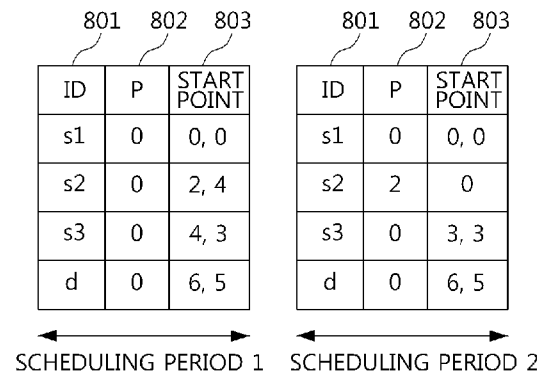 801 802 803 801 802 803
ID P START POINT ID P START POINT
s1 0 0, 0 s1 0 0, 0
s2 0 2, 4 s2 2 0
s3 0 4, 3 s3 0 3, 3
d 0 6, 5 d 0 6, 5
SCHEDULING PERIOD 1 SCHEDULING PERIOD 2